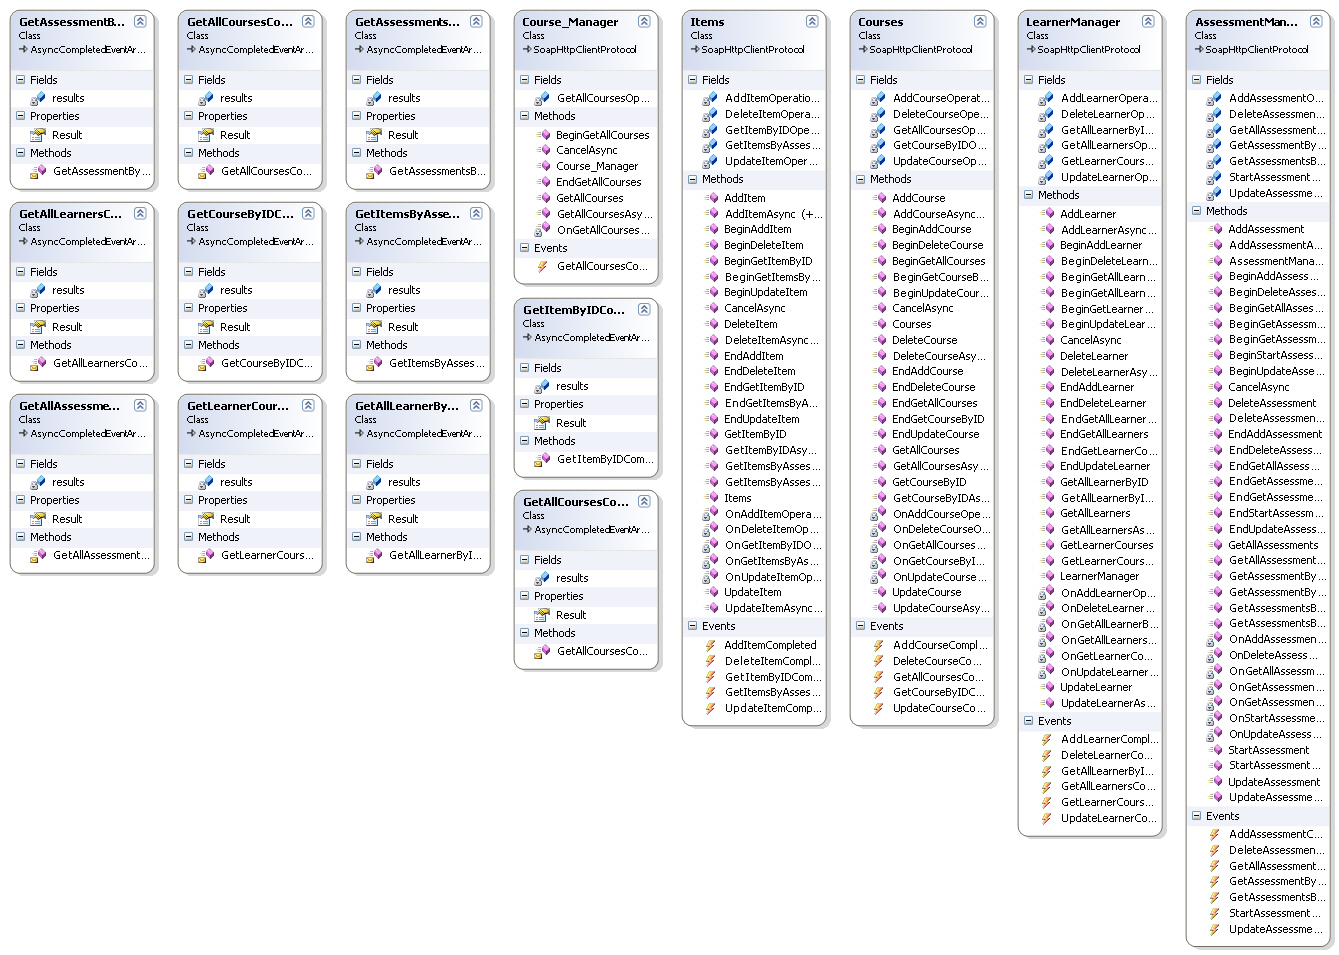 GetAssessmentB...
Class
AsyncCompletedEventAr...
Fields
results
Properties
Result
Methods
GetAssessmentBy...
GetAllCoursesCo...
Class
AsyncCompletedEventAr...
Fields
results
Properties
Result
Methods
GetAllCoursesCo...
GetAssessments...
Class
AsyncCompletedEventAr...
Fields
results
Properties
Result
Methods
GetAssessmentsB...
GetAllLearnersC...
Class
AsyncCompletedEventAr...
Fields
results
Properties
Result
Methods
GetAllLearnersCo...
GetCourseByIDC...
Class
AsyncCompletedEventAr...
Fields
results
Properties
Result
Methods
GetCourseByIDC...
GetItemsByAsse...
Class
AsyncCompletedEventAr...
Fields
results
Properties
Result
Methods
GetItemsByAsses...
GetAllAssessme...
Class
AsyncCompletedEventAr...
Fields
results
Properties
Result
Methods
GetAllAssessment...
GetLearnerCour...
Class
AsyncCompletedEventAr...
Fields
results
Properties
Result
Methods
GetLearnerCours...
GetAllLearnerBy...
Class
AsyncCompletedEventAr...
Fields
results
Properties
Result
Methods
GetAllLearnerByI...
Course_Manager
Class
SoapHttpClientProtocol
Fields
GetAllCoursesOp...
Methods
BeginGetAllCourses
CancelAsync
Course_Manager
EndGetAllCourses
GetAllCourses
GetAllCoursesAsy...
OnGetAllCourses...
Events
GetAllCoursesCo...
GetItemByIDCo...
Class
AsyncCompletedEventAr...
Fields
results
Properties
Result
Methods
GetItemByIDCom...
GetAllCoursesCo...
Class
AsyncCompletedEventAr...
Fields
results
Properties
Result
Methods
GetAllCoursesCo...
Items
Class
SoapHttpClientProtocol
Fields
AddItemOperatio...
DeleteItemOpera...
GetItemByIDOpe...
GetItemsByAsses...
UpdateItemOper...
Methods
AddItem
AddItemAsync (+...
BeginAddItem
BeginDeleteItem
BeginGetItemByID
BeginGetItemsBy...
BeginUpdateItem
CancelAsync
DeleteItem
DeleteItemAsync...
EndAddItem
EndDeleteItem
EndGetItemByID
EndGetItemsByA...
EndUpdateItem
GetItemByID
GetItemByIDAsy...
GetItemsByAsses...
GetItemsByAsses...
Items
OnAddItemOpera...
OnDeleteItemOp...
OnGetItemByIDO...
OnGetItemsByAs...
OnUpdateItemOp...
UpdateItem
UpdateItemAsync...
Events
AddItemCompleted
DeleteItemCompl...
GetItemByIDCom...
GetItemsByAsses...
UpdateItemComp...
Courses
Class
SoapHttpClientProtocol
Fields
AddCourseOperat...
DeleteCourseOpe...
GetAllCoursesOp...
GetCourseByIDO...
UpdateCourseOp...
Methods
AddCourse
AddCourseAsync...
BeginAddCourse
BeginDeleteCourse
BeginGetAllCourses
BeginGetCourseB...
BeginUpdateCour...
CancelAsync
Courses
DeleteCourse
DeleteCourseAsy...
EndAddCourse
EndDeleteCourse
EndGetAllCourses
EndGetCourseByID
EndUpdateCourse
GetAllCourses
GetAllCoursesAsy...
GetCourseByID
GetCourseByIDAs...
OnAddCourseOpe...
OnDeleteCourseO...
OnGetAllCourses...
OnGetCourseByI...
OnUpdateCourse...
UpdateCourse
UpdateCourseAsy...
Events
AddCourseCompl...
DeleteCourseCo...
GetAllCoursesCo...
GetCourseByIDC...
UpdateCourseCo...
LearnerManager
Class
SoapHttpClientProtocol
Fields
AddLearnerOpera...
DeleteLearnerOp...
GetAllLearnerByI...
GetAllLearnersOp...
GetLearnerCours...
UpdateLearnerOp...
Methods
AddLearner
AddLearnerAsync...
BeginAddLearner
BeginDeleteLearn...
BeginGetAllLearn...
BeginGetAllLearn...
BeginGetLearner...
BeginUpdateLear...
CancelAsync
DeleteLearner
DeleteLearnerAsy...
EndAddLearner
EndDeleteLearner
EndGetAllLearner...
EndGetAllLearners
EndGetLearnerCo...
EndUpdateLearner
GetAllLearnerByID
GetAllLearnerByI...
GetAllLearners
GetAllLearnersAs...
GetLearnerCourses
GetLearnerCours...
LearnerManager
OnAddLearnerOp...
OnDeleteLearner...
OnGetAllLearnerB...
OnGetAllLearners...
OnGetLearnerCo...
OnUpdateLearner...
UpdateLearner
UpdateLearnerAs...
Events
AddLearnerCompl...
DeleteLearnerCo...
GetAllLearnerByI...
GetAllLearnersCo...
GetLearnerCours...
UpdateLearnerCo...
AssessmentMan...
Class
SoapHttpClientProtocol
Fields
AddAssessmentO...
DeleteAssessmen...
GetAllAssessment...
GetAssessmentBy...
GetAssessmentsB...
StartAssessment...
UpdateAssessme...
Methods
AddAssessment
AddAssessmentA...
AssessmentMana...
BeginAddAssess...
BeginDeleteAsses...
BeginGetAllAsses...
BeginGetAssessm...
BeginGetAssessm...
BeginStartAssess...
BeginUpdateAsse...
CancelAsync
DeleteAssessment
DeleteAssessmen...
EndAddAssessment
EndDeleteAssess...
EndGetAllAssess...
EndGetAssessme...
EndGetAssessme...
EndStartAssessm...
EndUpdateAssess...
GetAllAssessments
GetAllAssessment...
GetAssessmentBy...
GetAssessmentBy...
GetAssessmentsB...
GetAssessmentsB...
OnAddAssessmen...
OnDeleteAssess...
OnGetAllAssessm...
OnGetAssessmen...
OnGetAssessmen...
OnStartAssessme...
OnUpdateAssess...
StartAssessment
StartAssessment...
UpdateAssessment
UpdateAssessme...
Events
AddAssessmentC...
DeleteAssessmen...
GetAllAssessment...
GetAssessmentBy...
GetAssessmentsB...
StartAssessment...
UpdateAssessme...